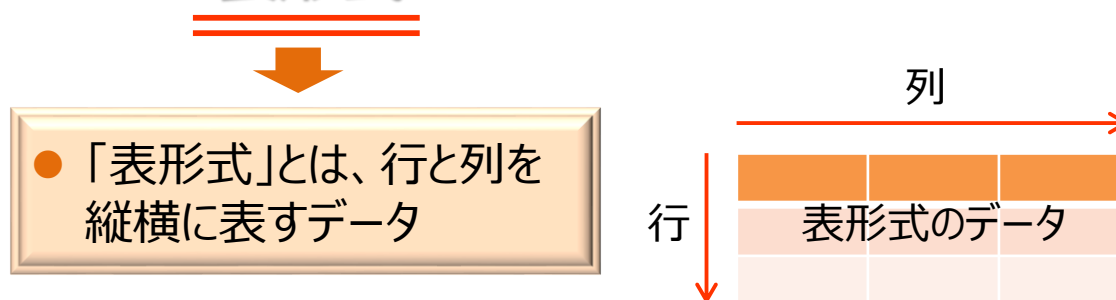 「表形式」とは、行と列を
縦横に表すデータ
列
行
表形式のデータ